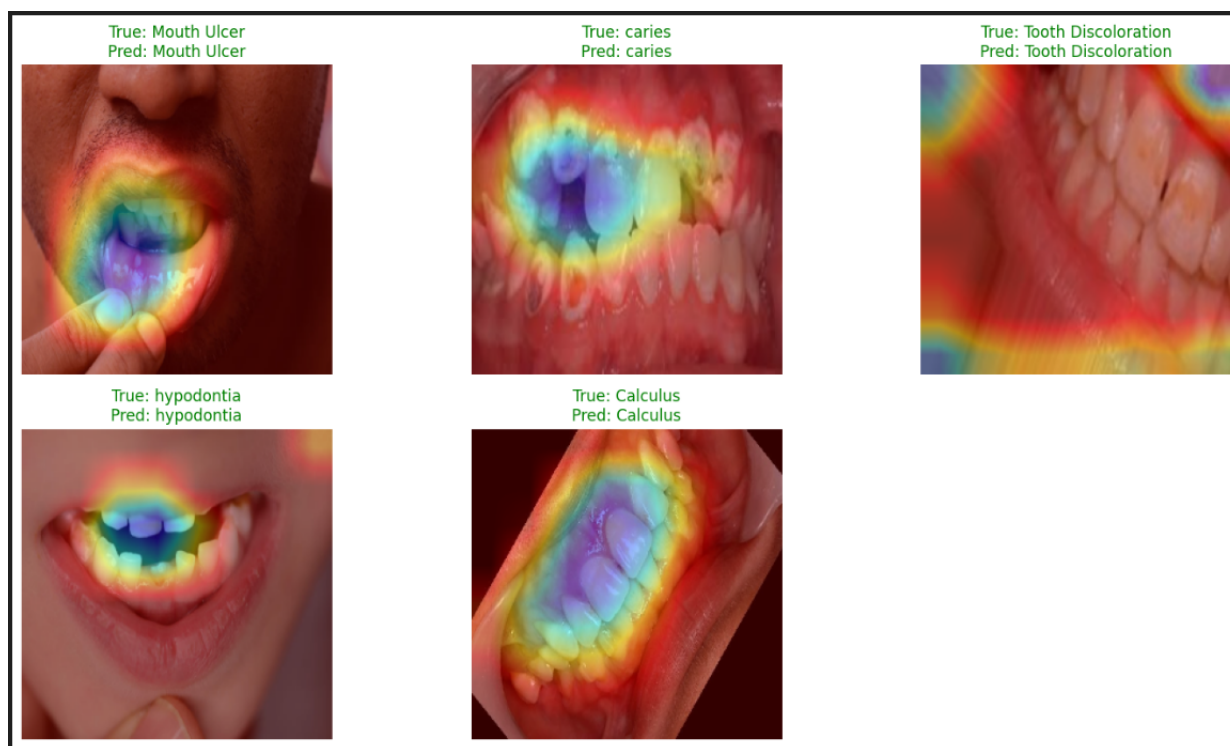 True: Mouth Ulcer
Pred: Mouth Ulcer
True: caries
Pred: caries
True: Tooth Discoloration
Pred: Tooth Discoloration
True: hypodontia
Pred: hypodontia
True: Calculus
Pred: Calculus